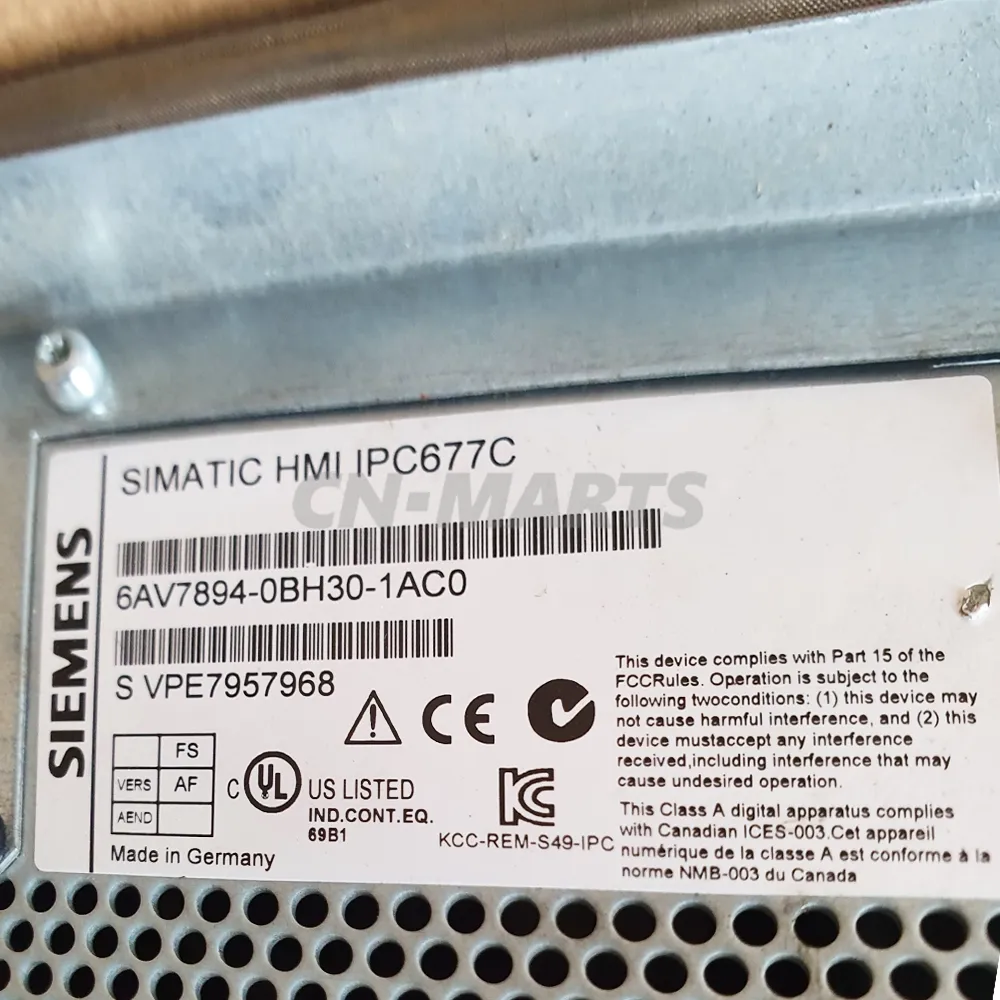 SIEMENS
SIMATIC HMI IPC677C
CN-MARTS
6AV7894-0BH30-1AC0
S VPE7957968
FS
VERS AF
AEND
C UL US LISTED
IND.CONT.EQ.
69B1
CE
KC
KCC-REM-S49-IPC
Made in Germany
This device complies with Part 15 of the
FCCRules. Operation is subject to the
following twoconditions: (1) this device may
not cause harmful interference, and (2) this
device mustaccept any interference
received,including interference that may
cause undesired operation.
This Class A digital apparatus complies
with Canadian ICES-003.Cet appareil
numérique de la classe A est conforme à la
norme NMB-003 du Canada